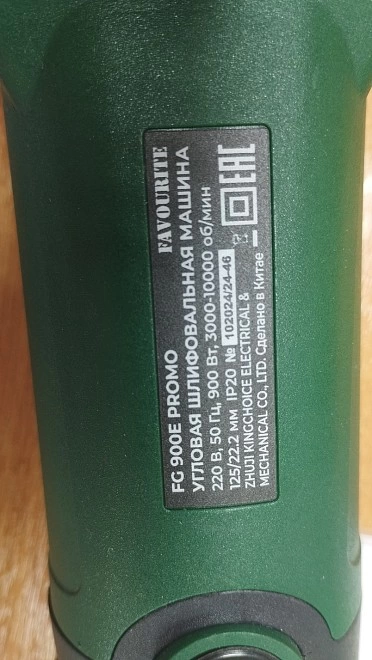 FAVOURITE
FG 900E PROMO
УГЛОВАЯ ШЛИФОВАЛЬНАЯ МАШИНА
220 В, 50 Гц, 900 Вт, 3000-10000 об/мин
125/22.2 мм IP20 № 102024/24-46
ZHUJI KINGCHOICE ELECTRICAL &
MECHANICAL CO., LTD. Сделано в Китае
EAC